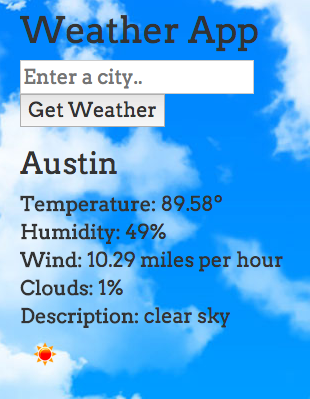 Weather App
Enter a city..
Get Weather
Austin
Temperature: 89.58°
Humidity: 49%
Wind: 10.29 miles per hour
Clouds: 1%
Description: clear sky